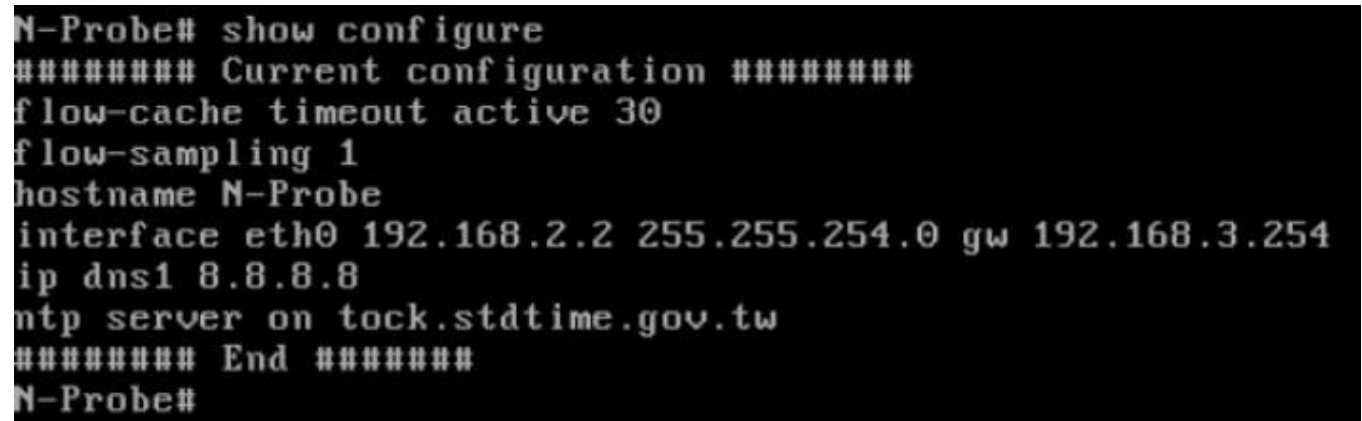 N-Probe# show configure
######## Current configuration ########
flow-cache timeout active 30
flow-sampling 1
hostname N-Probe
interface eth0 192.168.2.2 255.255.254.0 gw 192.168.3.254
ip dns1 8.8.8.8
ntp server on tock.stdtime.gov.tw
######## End #######
N-Probe#